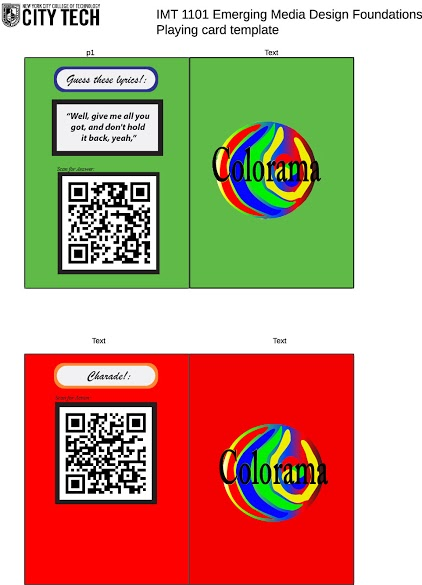 NEW YORK CITY COLLEGE OF TECHNOLOGY
CITY TECH
IMT 1101 Emerging Media Design Foundations
Playing card template
p1
Text
Guess these lyrics!:
“Well, give me all you
got, and don't hold
it back, yeah,”
Scan for Answer:
Colorama
Text
Text
Charade!:
Colorama